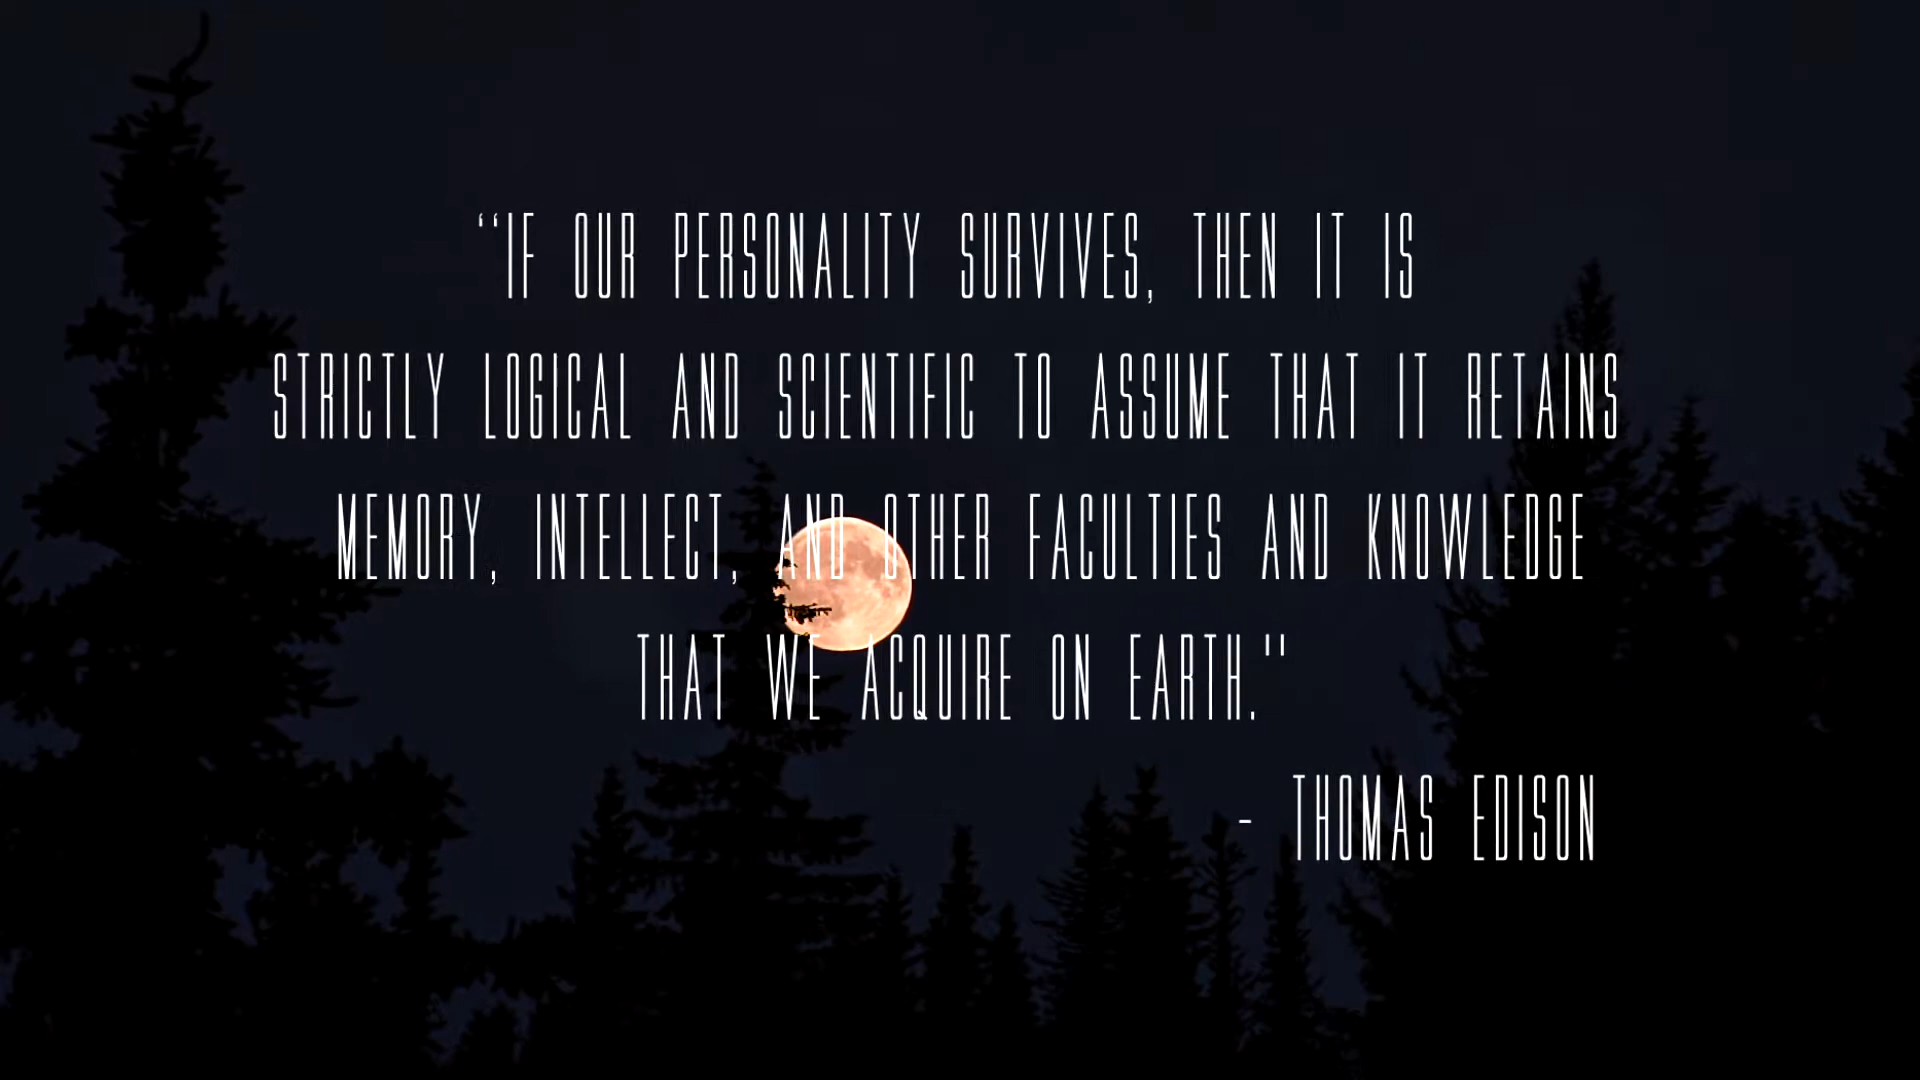 “IF OUR PERSONALITY SURVIVES, THEN IT IS
STRICTLY LOGICAL AND SCIENTIFIC TO ASSUME THAT IT RETAINS
MEMORY, INTELLECT, AND OTHER FACULTIES AND KNOWLEDGE
THAT WE ACQUIRE ON EARTH."
- THOMAS EDISON